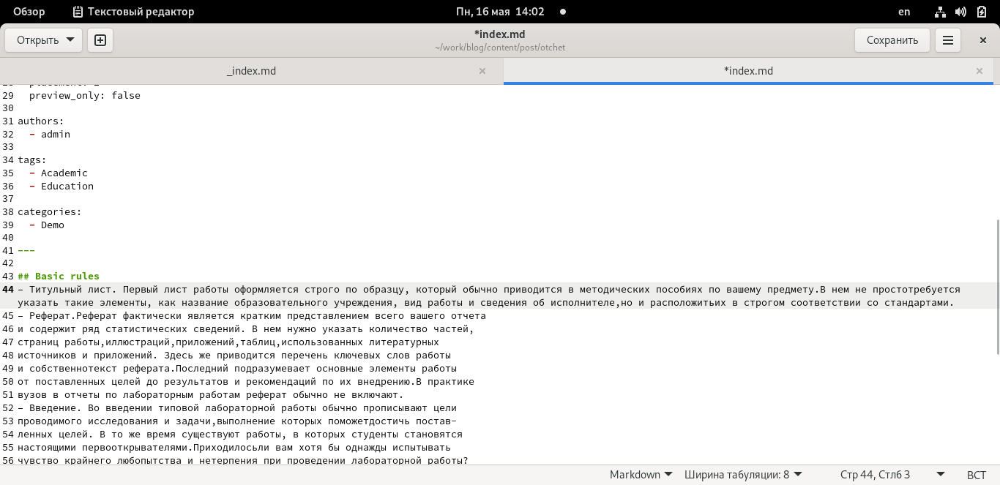 Обзор Текстовый редактор Пн, 16 мая 14:02 en
Открыть *index.md Сохранить
~/work/blog/content/post/otchet
_index.md *index.md
29 preview_only: false
30
31 authors:
32 - admin
33
34 tags:
35 - Academic
36 - Education
37
38 categories:
39 - Demo
40
41 ---
42
43 ## Basic rules
44 – Титульный лист. Первый лист работы оформляется строго по образцу, который обычно приводится в методических пособиях по вашему предмету.В нем не простотребуется
указать такие элементы, как название образовательного учреждения, вид работы и сведения об исполнителе,но и расположитьих в строгом соответствии со стандартами.
45 – Реферат.Реферат фактически является кратким представлением всего вашего отчета
46 и содержит ряд статистических сведений. В нем нужно указать количество частей,
47 страниц работы,иллюстраций,приложений,таблиц,использованных литературных
48 источников и приложений. Здесь же приводится перечень ключевых слов работы
49 и собственнотекст реферата.Последний подразумевает основные элементы работы
50 от поставленных целей до результатов и рекомендаций по их внедрению.В практике
51 вузов в отчеты по лабораторным работам реферат обычно не включают.
52 – Введение. Во введении типовой лабораторной работы обычно прописывают цели
53 проводимого исследования и задачи,выполнение которых поможетдостичь постав–
54 ленных целей. В то же время существуют работы, в которых студенты становятся
55 настоящими первооткрывателями.Приходилосьли вам хотя бы однажды испытывать
56 чувство крайнего любопытства и нетерпения при проведении лабораторной работы?
Markdown Ширина табуляции: 8 Стр 44, Стлб 3 ВСТ